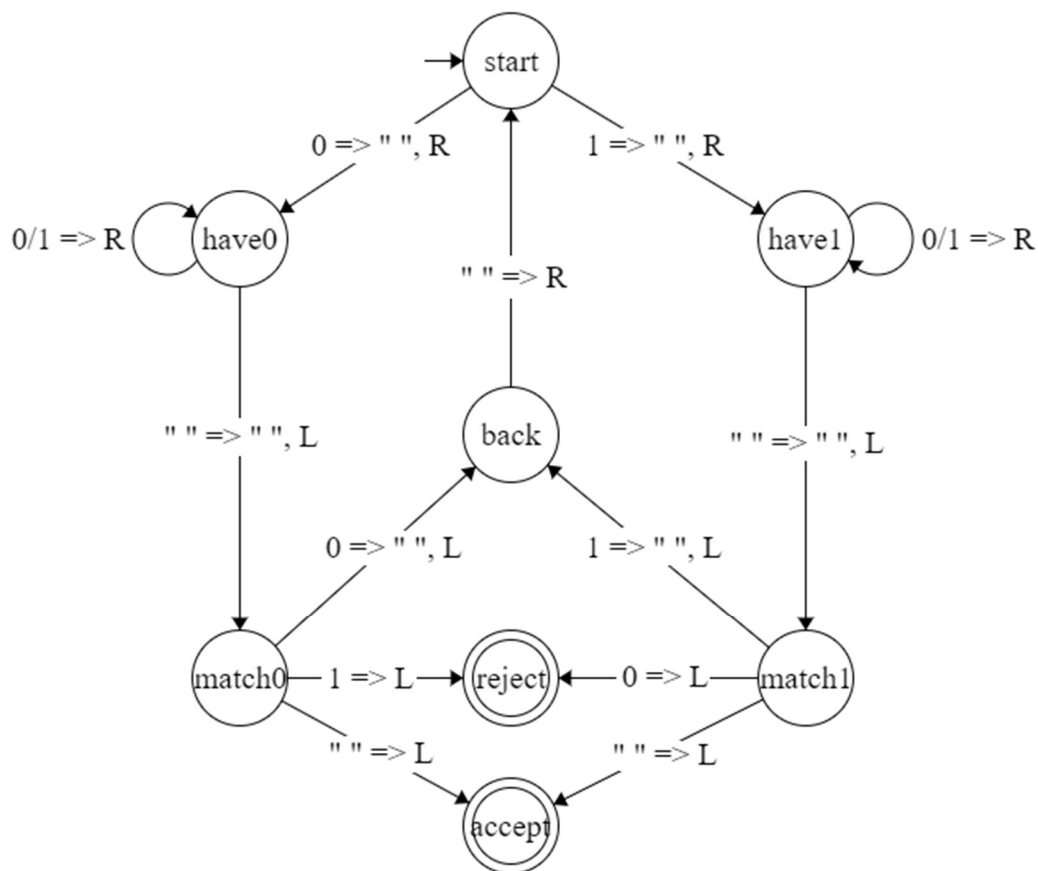 start
0 => " ", R
1 => " ", R
0/1 => R
have0
have1
0/1 => R
" " => R
" " => " ", L
back
" " => " ", L
0 => " ", L
1 => " ", L
match0
1 => L
reject
0 => L
match1
" " => L
" " => L
accept